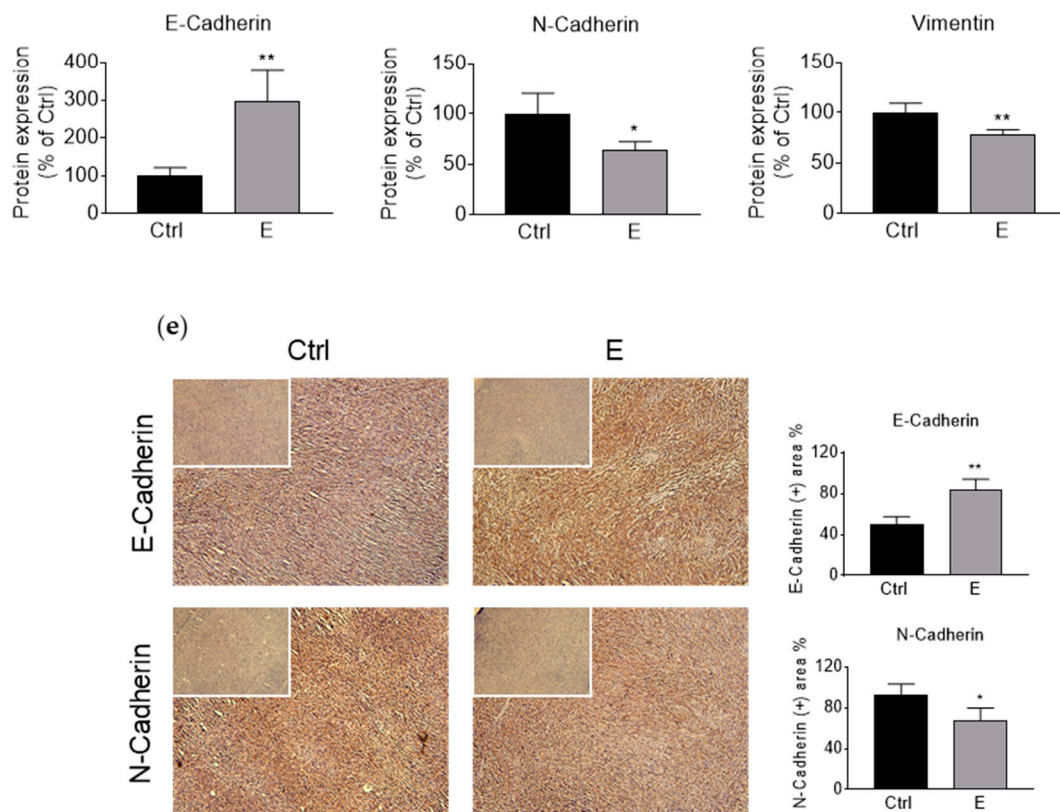 E-Cadherin
Protein expression
(% of Ctrl)
400
300
200
100
0
**
Ctrl
E
N-Cadherin
Protein expression
(% of Ctrl)
150
100
50
0
*
Ctrl
E
Vimentin
Protein expression
(% of Ctrl)
150
100
50
0
**
Ctrl
E
(e)
Ctrl
E
E-Cadherin
N-Cadherin
E-Cadherin
E-Cadherin (+) area %
120
80
40
0
**
Ctrl
E
N-Cadherin
N-Cadherin (+) area %
120
80
40
0
*
Ctrl
E